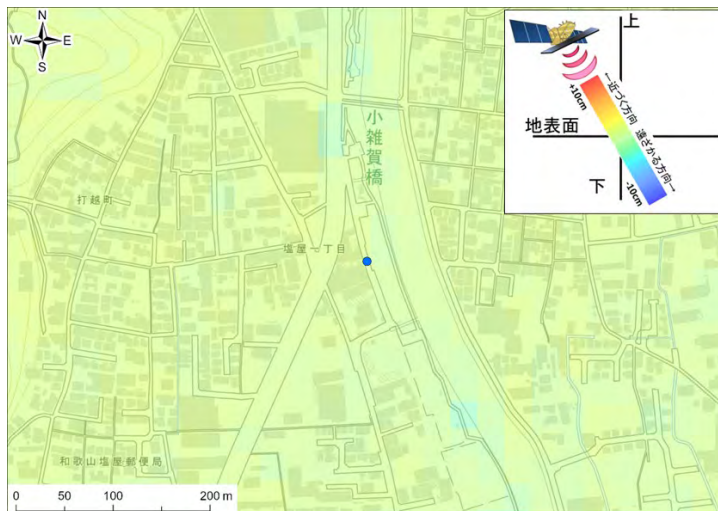 N
W E
S
上
+10cm
←近づく方向 遠ざかる方向→
地表面
下
-10cm
小雑賀橋
打越町
塩屋一丁目
和歌山塩屋郵便局
0 50 100 200 m